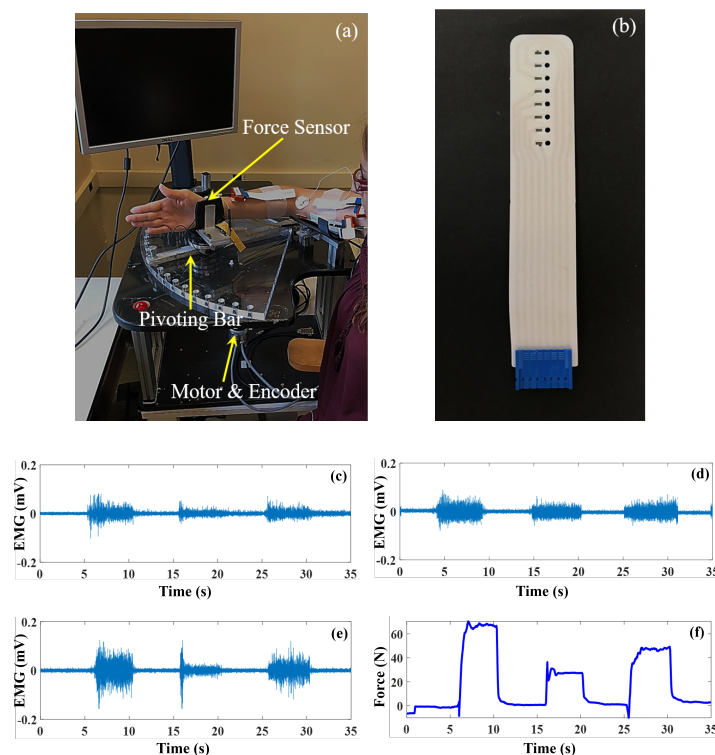 (a)
Force Sensor
Pivoting Bar
Motor & Encoder
(b)
0.2
0
-0.2
EMG (mV)
(c)
0 5 10 15 20 25 30 35
Time (s)
0.2
0
-0.2
EMG (mV)
(d)
0 5 10 15 20 25 30 35
Time (s)
0.2
0
-0.2
EMG (mV)
(e)
0 5 10 15 20 25 30 35
Time (s)
60
40
20
0
Force (N)
(f)
0 5 10 15 20 25 30 35
Time (s)